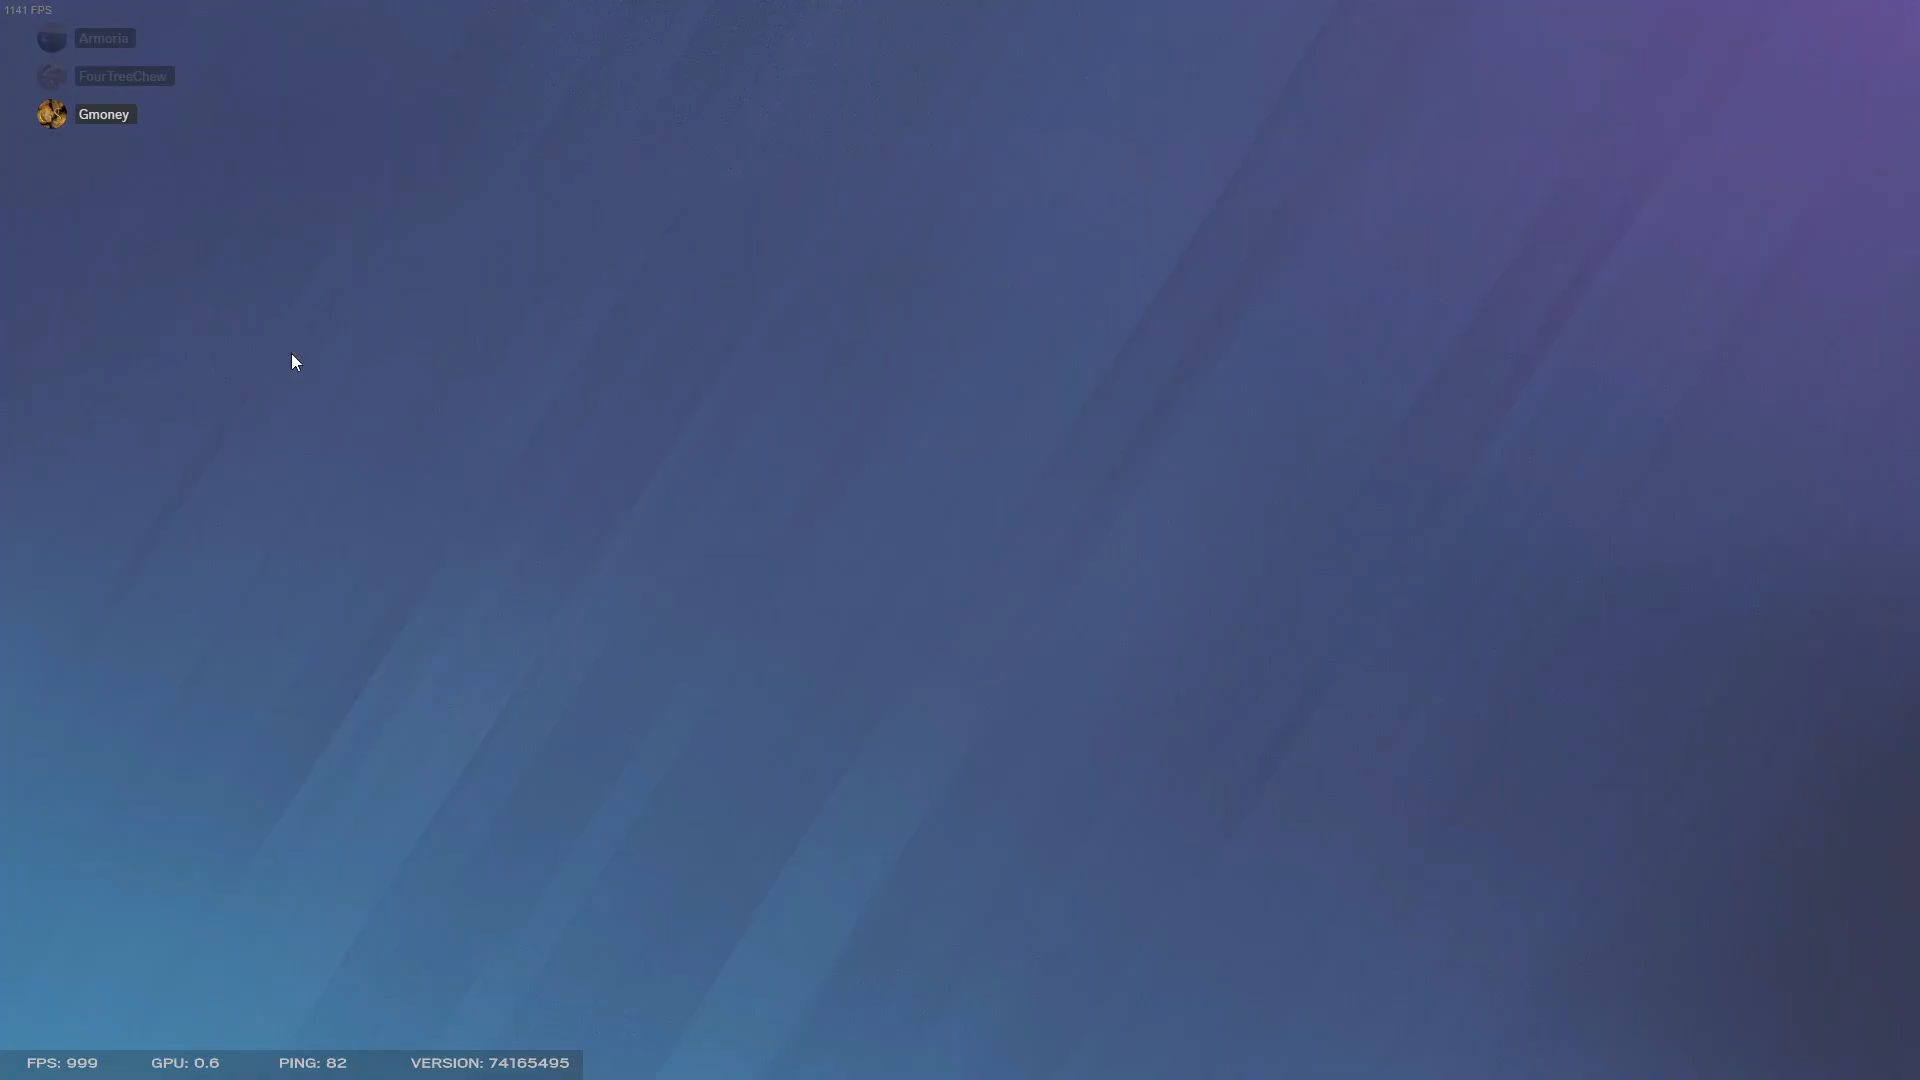 1141 FPS
Armoria
FourTreeChew
Gmoney
FPS: 999 GPU: 0.6 PING: 82 VERSION: 74165495